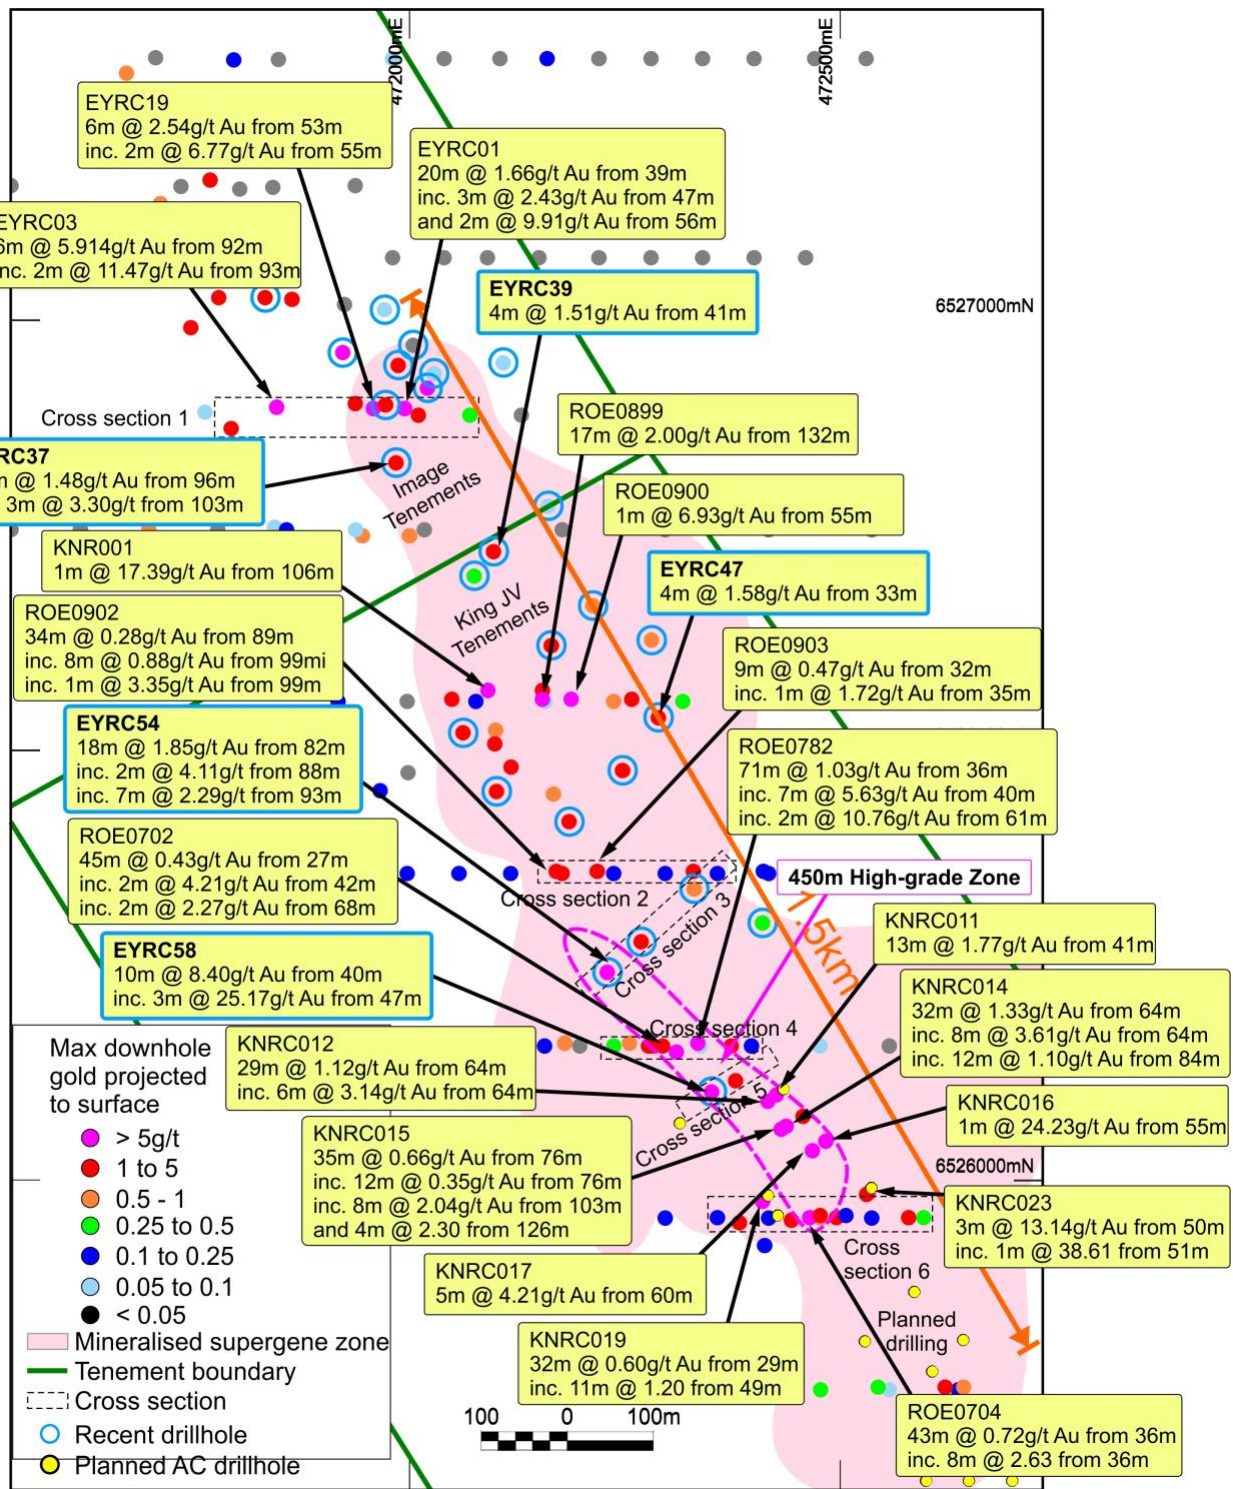 472000mE
472500mE
EYRC19
6m @ 2.54g/t Au from 53m
inc. 2m @ 6.77g/t Au from 55m
EYRC01
20m @ 1.66g/t Au from 39m
inc. 3m @ 2.43g/t Au from 47m
and 2m @ 9.91g/t Au from 56m
EYRC03
6m @ 5.914g/t Au from 92m
inc. 2m @ 11.47g/t Au from 93m
EYRC39
4m @ 1.51g/t Au from 41m
6527000mN
Cross section 1
ROE0899
17m @ 2.00g/t Au from 132m
RC37
m @ 1.48g/t Au from 96m
3m @ 3.30g/t from 103m
Image
Tenements
ROE0900
1m @ 6.93g/t Au from 55m
KNR001
1m @ 17.39g/t Au from 106m
EYRC47
4m @ 1.58g/t Au from 33m
King JV
Tenements
ROE0902
34m @ 0.28g/t Au from 89m
inc. 8m @ 0.88g/t Au from 99mi
inc. 1m @ 3.35g/t Au from 99m
ROE0903
9m @ 0.47g/t Au from 32m
inc. 1m @ 1.72g/t Au from 35m
EYRC54
18m @ 1.85g/t Au from 82m
inc. 2m @ 4.11g/t from 88m
inc. 7m @ 2.29g/t from 93m
ROE0782
71m @ 1.03g/t Au from 36m
inc. 7m @ 5.63g/t Au from 40m
inc. 2m @ 10.76g/t Au from 61m
ROE0702
45m @ 0.43g/t Au from 27m
inc. 2m @ 4.21g/t Au from 42m
inc. 2m @ 2.27g/t Au from 68m
Cross section 2
Cross section 3
450m High-grade Zone
1.5km
KNRC011
13m @ 1.77g/t Au from 41m
EYRC58
10m @ 8.40g/t Au from 40m
inc. 3m @ 25.17g/t Au from 47m
KNRC014
32m @ 1.33g/t Au from 64m
inc. 8m @ 3.61g/t Au from 64m
inc. 12m @ 1.10g/t Au from 84m
Cross section 4
KNRC012
29m @ 1.12g/t Au from 64m
inc. 6m @ 3.14g/t Au from 64m
Cross section 5
KNRC016
1m @ 24.23g/t Au from 55m
KNRC015
35m @ 0.66g/t Au from 76m
inc. 12m @ 0.35g/t Au from 76m
inc. 8m @ 2.04g/t Au from 103m
and 4m @ 2.30 from 126m
6526000mN
KNRC023
3m @ 13.14g/t Au from 50m
inc. 1m @ 38.61 from 51m
Cross
section 6
KNRC017
5m @ 4.21g/t Au from 60m
Planned
drilling
KNRC019
32m @ 0.60g/t Au from 29m
inc. 11m @ 1.20 from 49m
ROE0704
43m @ 0.72g/t Au from 36m
inc. 8m @ 2.63 from 36m
100 0 100m
Max downhole
gold projected
to surface
> 5g/t
1 to 5
0.5 - 1
0.25 to 0.5
0.1 to 0.25
0.05 to 0.1
< 0.05
Mineralised supergene zone
Tenement boundary
Cross section
Recent drillhole
Planned AC drillhole